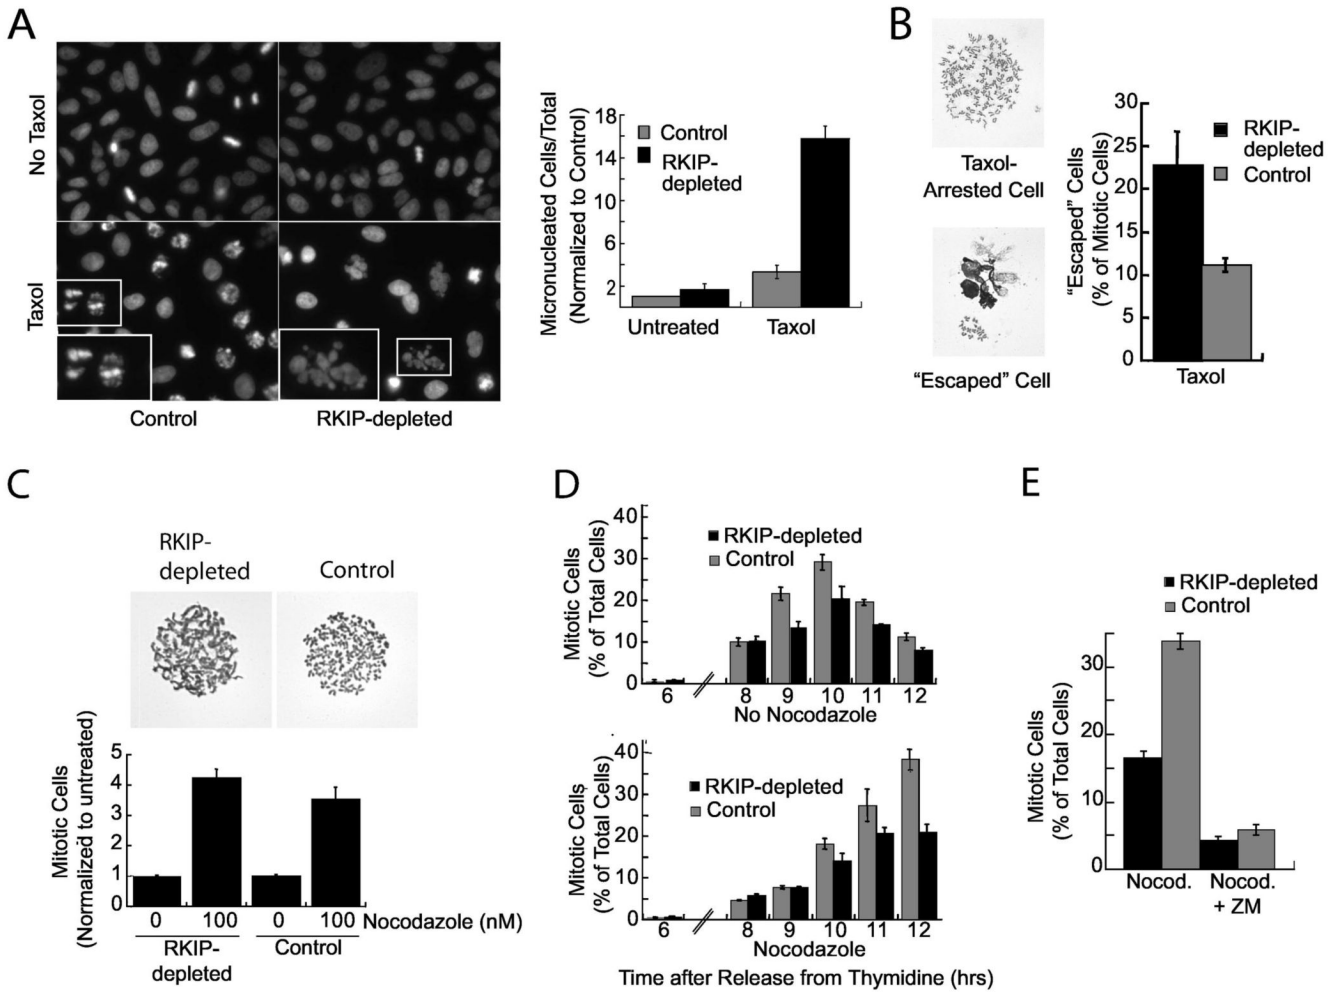 A
No Taxol
Taxol
Control
RKIP-depleted
Micronucleated Cells/Total
(Normalized to Control)
18
14
10
6
2
Control
RKIP-
depleted
Untreated
Taxol
B
Taxol-
Arrested Cell
"Escaped" Cell
"Escaped" Cells
(% of Mitotic Cells)
30
25
20
15
10
5
0
RKIP-
depleted
Control
Taxol
C
RKIP-
depleted
Control
Mitotic Cells
(Normalized to untreated)
5
4
3
2
1
0
0
100
0
100
Nocodazole (nM)
RKIP-
depleted
Control
D
Mitotic Cells
(% of Total Cells)
40
30
20
10
0
RKIP-depleted
Control
6
8
9
10
11
12
No Nocodazole
Mitotic Cells
(% of Total Cells)
40
30
20
10
0
RKIP-depleted
Control
6
8
9
10
11
12
Nocodazole
Time after Release from Thymidine (hrs)
E
RKIP-depleted
Control
Mitotic Cells
(% of Total Cells)
30
20
10
0
Nocod.
Nocod.
+ ZM